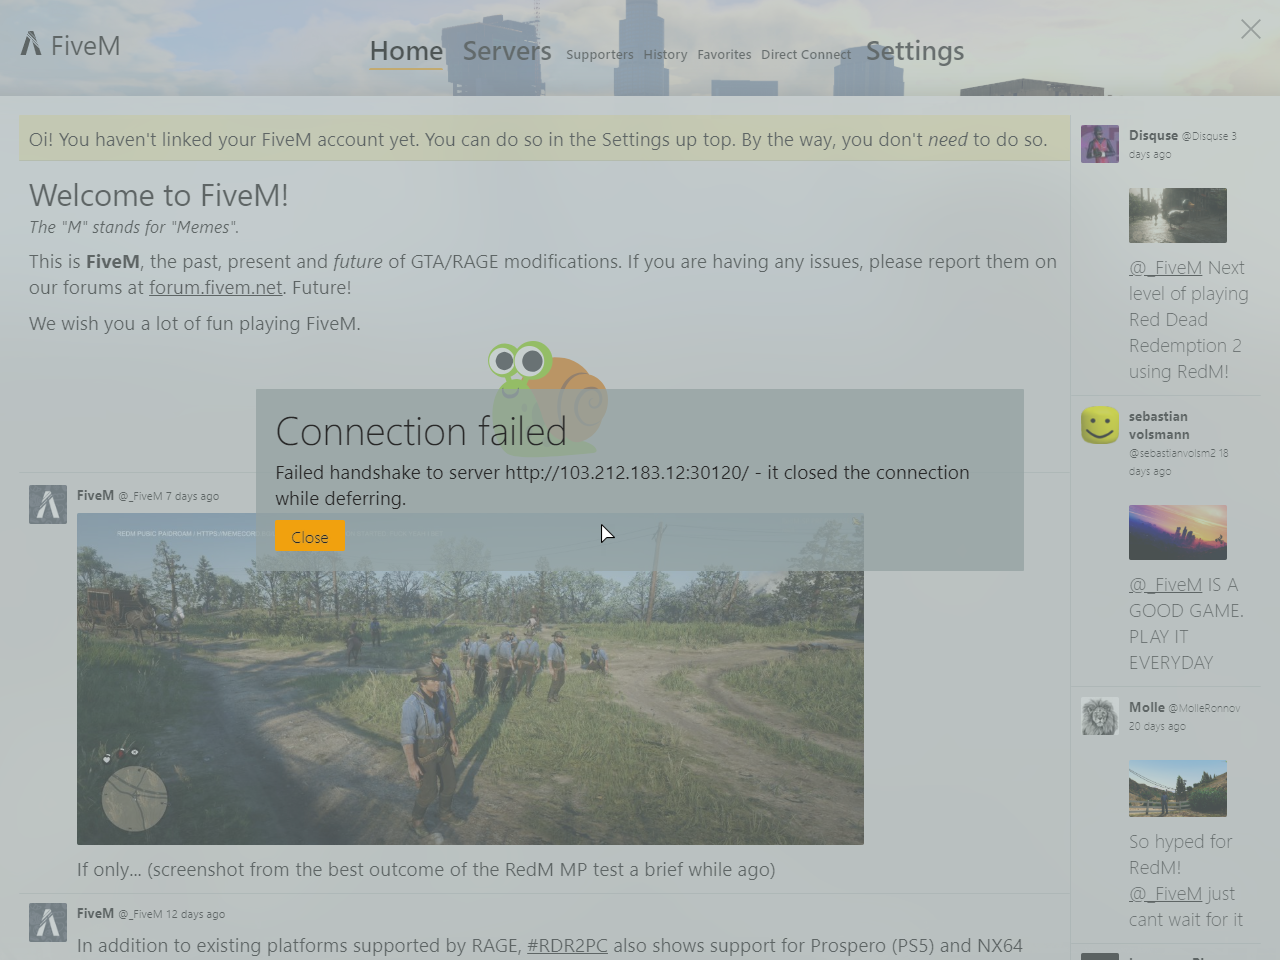 FiveM
Home Servers Supporters History Favorites Direct Connect Settings
Oi! You haven't linked your FiveM account yet. You can do so in the Settings up top. By the way, you don't need to do so.
Welcome to FiveM!
The "M" stands for "Memes".
This is FiveM, the past, present and future of GTA/RAGE modifications. If you are having any issues, please report them on
our forums at forum.fivem.net. Future!
We wish you a lot of fun playing FiveM.
Connection failed
Failed handshake to server http://103.212.183.12:30120/ - it closed the connection
while deferring.
Close
FiveM @_FiveM 7 days ago
If only... (screenshot from the best outcome of the RedM MP test a brief while ago)
FiveM @_FiveM 12 days ago
In addition to existing platforms supported by RAGE, #RDR2PC also shows support for Prospero (PS5) and NX64
Disquse @Disquse 3
days ago
@_FiveM Next
level of playing
Red Dead
Redemption 2
using RedM!
sebastian
volsmann
@sebastianvolsm2 18
days ago
@_FiveM IS A
GOOD GAME.
PLAY IT
EVERYDAY
Molle @MolleRonnov
20 days ago
So hyped for
RedM!
@_FiveM just
cant wait for it